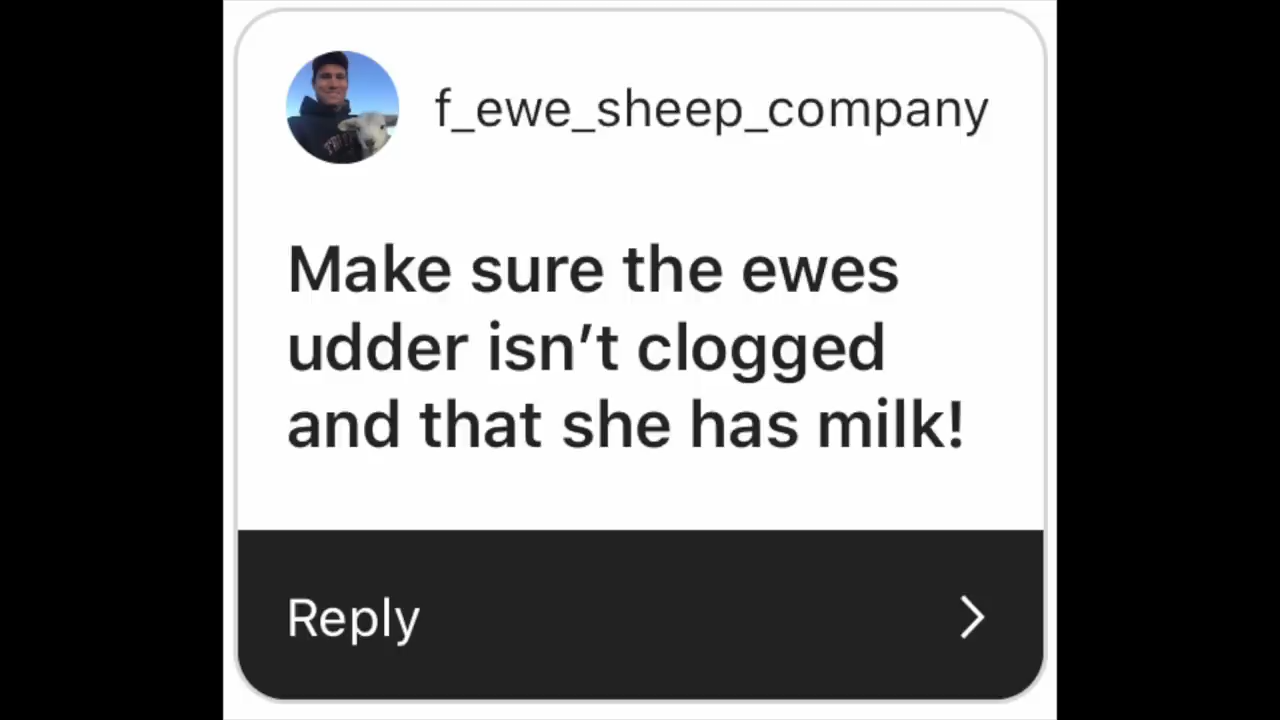 f_ewe_sheep_company
Make sure the ewes
udder isn’t clogged
and that she has milk!
Reply